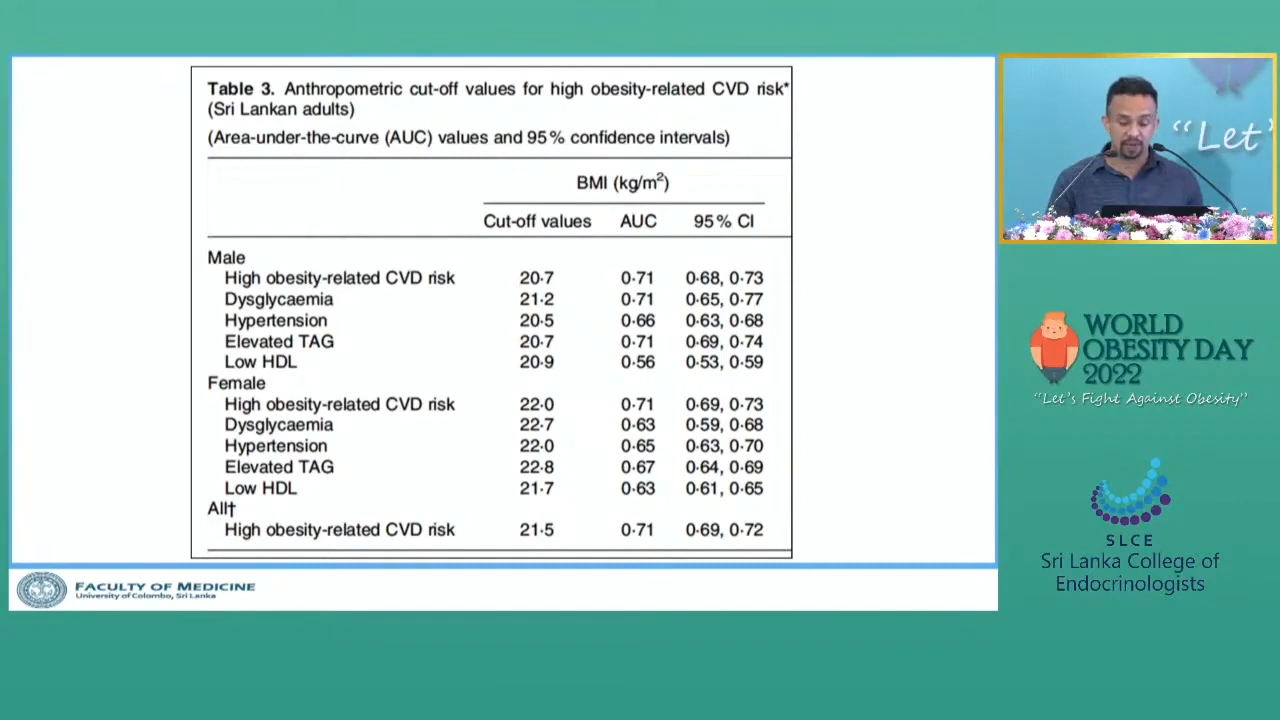 Table 3. Anthropometric cut-off values for high obesity-related CVD risk*
(Sri Lankan adults)
(Area-under-the-curve (AUC) values and 95 % confidence intervals)
BMI (kg/m²)
Cut-off values AUC 95 % CI
Male
High obesity-related CVD risk 20·7 0·71 0·68, 0·73
Dysglycaemia 21·2 0·71 0·65, 0·77
Hypertension 20·5 0·66 0·63, 0·68
Elevated TAG 20·7 0·71 0·69, 0·74
Low HDL 20·9 0·56 0·53, 0·59
Female
High obesity-related CVD risk 22·0 0·71 0·69, 0·73
Dysglycaemia 22·7 0·63 0·59, 0·68
Hypertension 22·0 0·65 0·63, 0·70
Elevated TAG 22·8 0·67 0·64, 0·69
Low HDL 21·7 0·63 0·61, 0·65
All†
High obesity-related CVD risk 21·5 0·71 0·69, 0·72
FACULTY OF MEDICINE
University of Colombo, Sri Lanka
“Let’
WORLD
OBESITY DAY
2022
“Let’s Fight Against Obesity”
SLCE
Sri Lanka College of
Endocrinologists